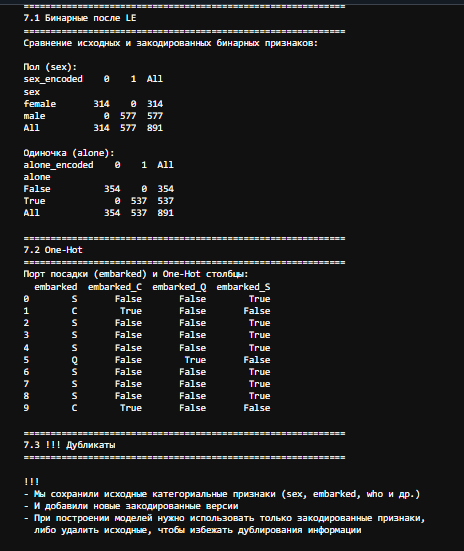 ============================================================
7.1 Бинарные после LE
============================================================
Сравнение исходных и закодированных бинарных признаков:

Пол (sex):
sex_encoded    0    1  All
sex
female       314    0  314
male           0  577  577
All          314  577  891

Одиночка (alone):
alone_encoded    0    1  All
alone
False          354    0  354
True             0  537  537
All            354  537  891

============================================================
7.2 One-Hot
============================================================
Порт посадки (embarked) и One-Hot столбцы:
  embarked  embarked_C  embarked_Q  embarked_S
0        S       False       False        True
1        C        True       False       False
2        S       False       False        True
3        S       False       False        True
4        S       False       False        True
5        Q       False        True       False
6        S       False       False        True
7        S       False       False        True
8        S       False       False        True
9        C        True       False       False

============================================================
7.3 !!! Дубликаты
============================================================

!!!
- Мы сохранили исходные категориальные признаки (sex, embarked, who и др.)
- И добавили новые закодированные версии
- При построении моделей нужно использовать только закодированные признаки,
  либо удалить исходные, чтобы избежать дублирования информации